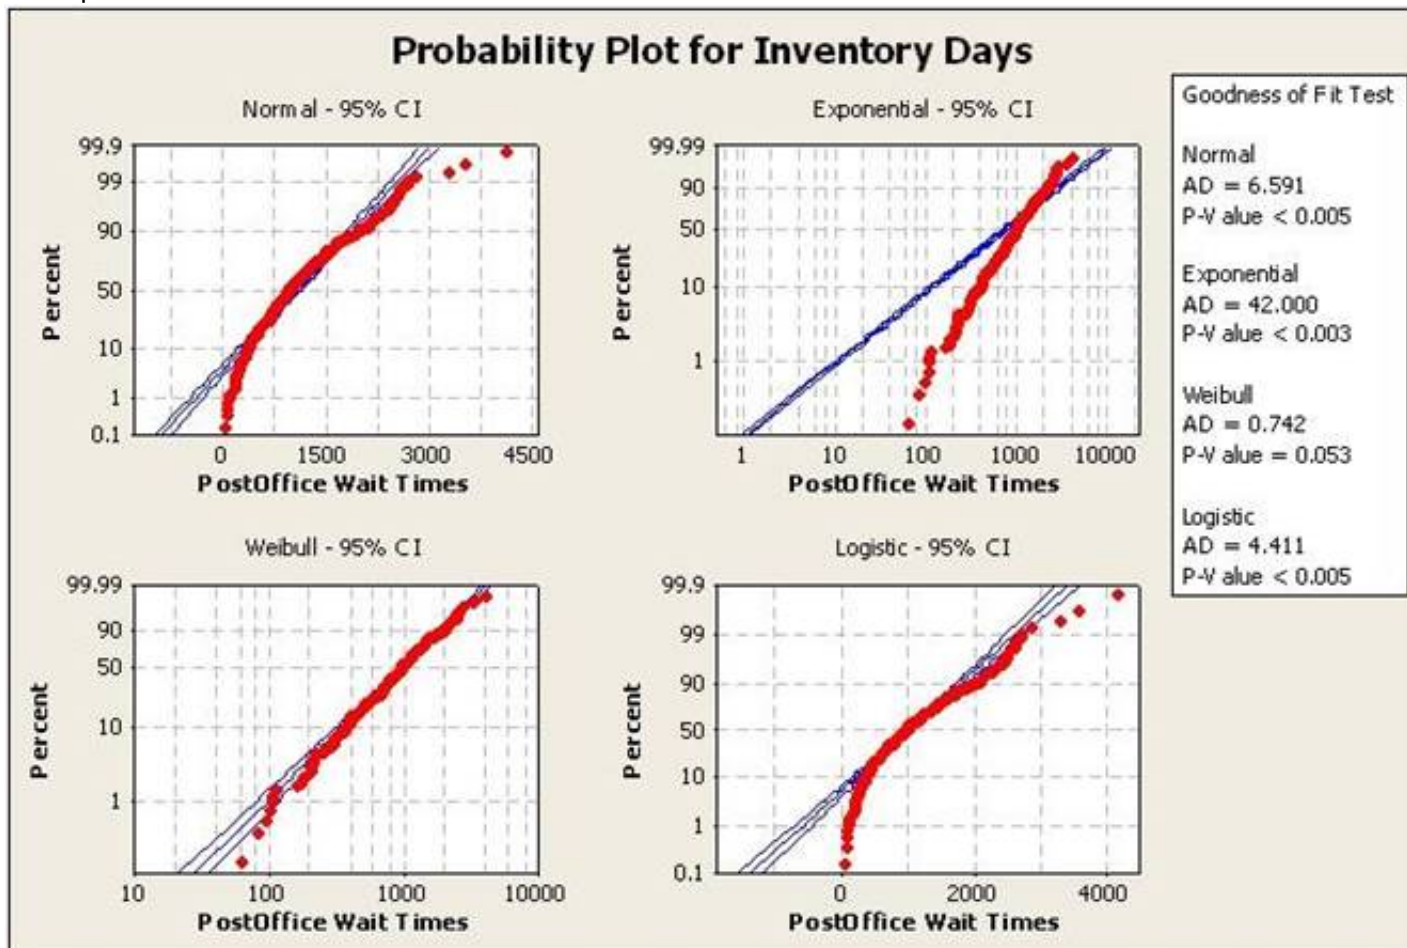 Probability Plot for Inventory Days
Normal - 95% CI
99.9
99
90
50
10
1
0.1
Percent
0 1500 3000 4500
PostOffice Wait Times
Exponential - 95% CI
99.99
90
50
10
1
Percent
1 10 100 1000 10000
PostOffice Wait Times
Weibull - 95% CI
99.99
90
50
10
1
Percent
10 100 1000 10000
PostOffice Wait Times
Logistic - 95% CI
99.9
99
90
50
10
1
0.1
Percent
0 2000 4000
PostOffice Wait Times
Goodness of Fit Test
Normal
AD = 6.591
P-Value < 0.005
Exponential
AD = 42.000
P-Value < 0.003
Weibull
AD = 0.742
P-Value = 0.053
Logistic
AD = 4.411
P-Value < 0.005